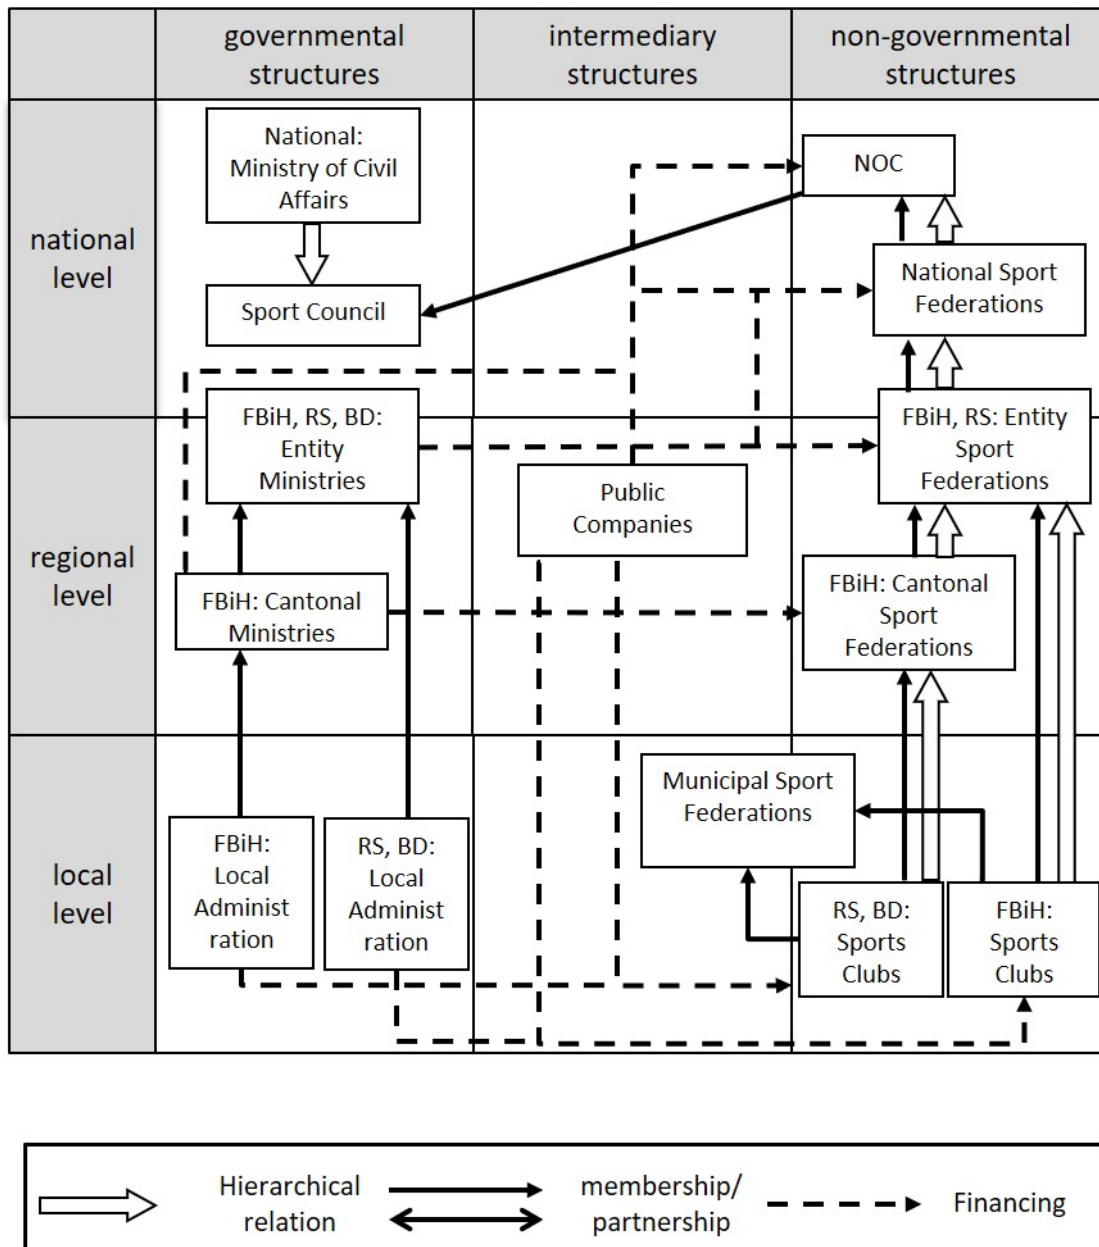 governmental
structures
intermediary
structures
non-governmental
structures
national
level
National:
Ministry of Civil
Affairs
Sport Council
NOC
National Sport
Federations
regional
level
FBiH, RS, BD:
Entity
Ministries
Public
Companies
FBiH, RS: Entity
Sport
Federations
FBiH: Cantonal
Ministries
FBiH: Cantonal
Sport
Federations
local
level
FBiH:
Local
Administ
ration
RS, BD:
Local
Administ
ration
Municipal Sport
Federations
RS, BD:
Sports
Clubs
FBiH:
Sports
Clubs
Hierarchical
relation
membership/
partnership
Financing